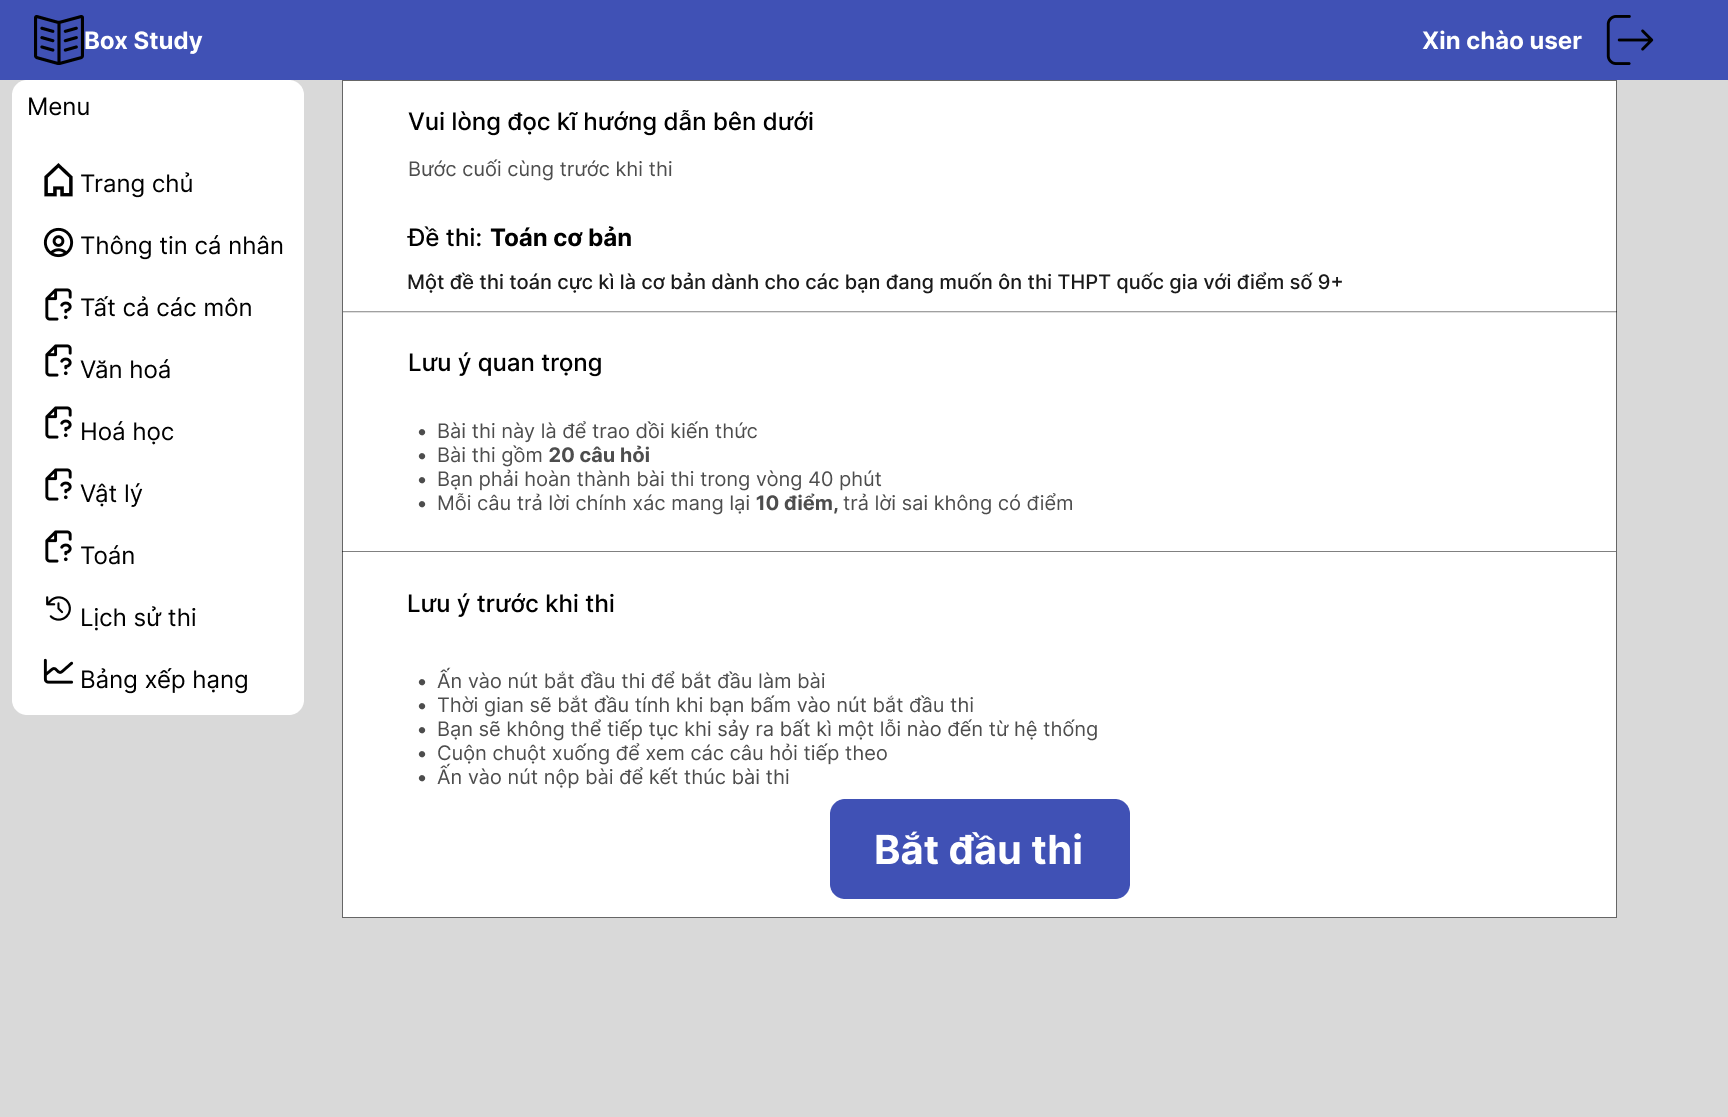 Box Study
Xin chào user
Menu
Trang chủ
Thông tin cá nhân
Tất cả các môn
Văn hoá
Hoá học
Vật lý
Toán
Lịch sử thi
Bảng xếp hạng
Vui lòng đọc kĩ hướng dẫn bên dưới
Bước cuối cùng trước khi thi
Đề thi: Toán cơ bản
Một đề thi toán cực kì là cơ bản dành cho các bạn đang muốn ôn thi THPT quốc gia với điểm số 9+
Lưu ý quan trọng
• Bài thi này là để trao dồi kiến thức
• Bài thi gồm 20 câu hỏi
• Bạn phải hoàn thành bài thi trong vòng 40 phút
• Mỗi câu trả lời chính xác mang lại 10 điểm, trả lời sai không có điểm
Lưu ý trước khi thi
• Ấn vào nút bắt đầu thi để bắt đầu làm bài
• Thời gian sẽ bắt đầu tính khi bạn bấm vào nút bắt đầu thi
• Bạn sẽ không thể tiếp tục khi sảy ra bất kì một lỗi nào đến từ hệ thống
• Cuộn chuột xuống để xem các câu hỏi tiếp theo
• Ấn vào nút nộp bài để kết thúc bài thi
Bắt đầu thi